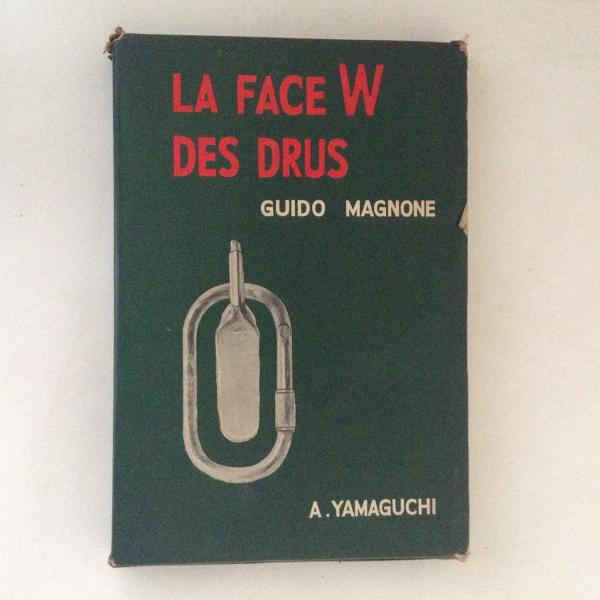 LA FACE W
DES DRUS
GUIDO MAGNONE
A. YAMAGUCHI